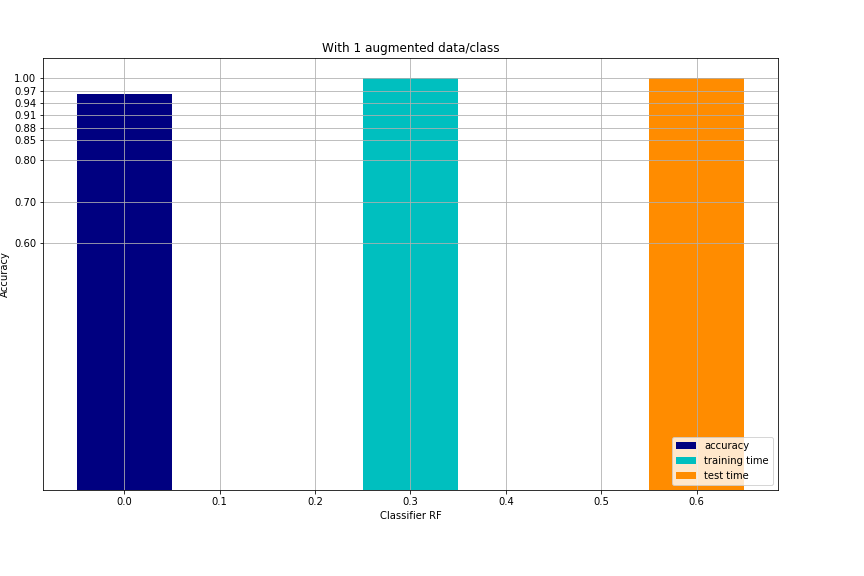 With 1 augmented data/class
1.00
0.97
0.94
0.91
0.88
0.85
0.80
0.70
0.60
Accuracy
accuracy
training time
test time
0.0 0.1 0.2 0.3 0.4 0.5 0.6
Classifier RF